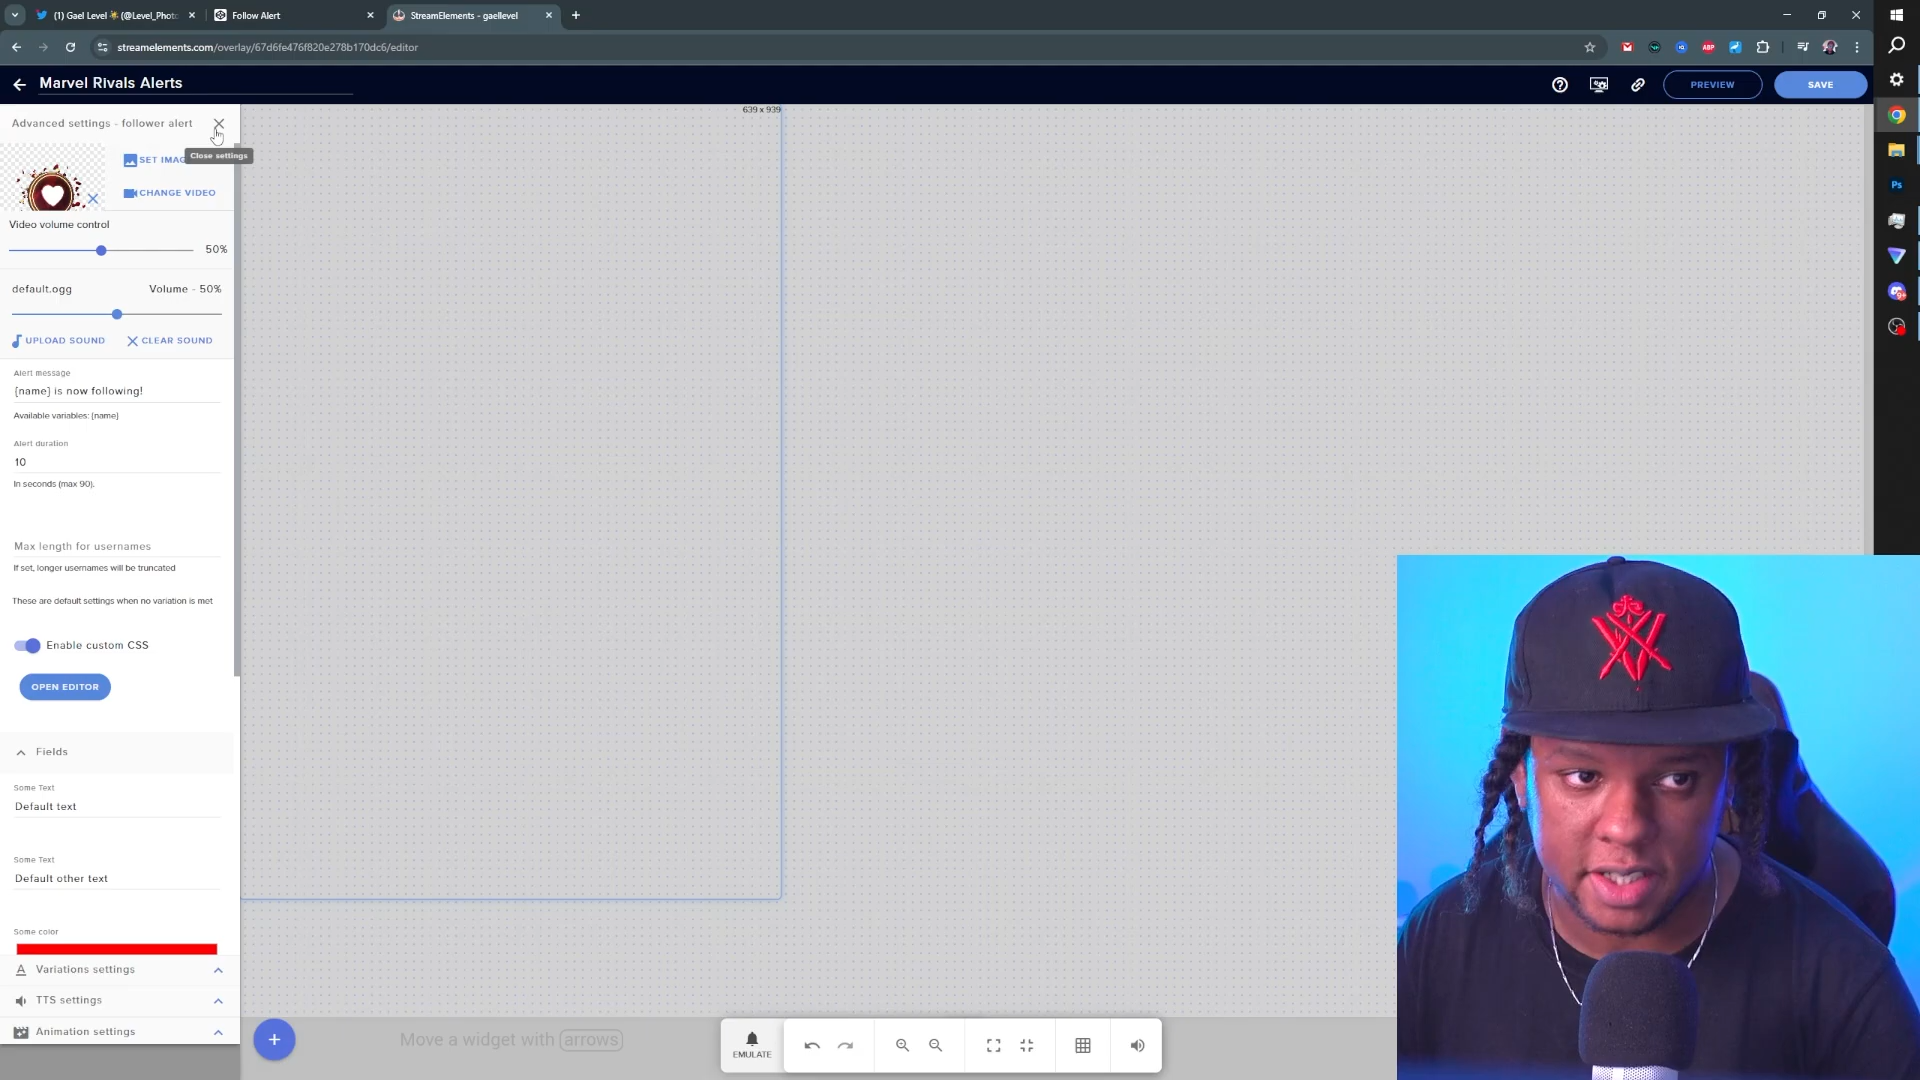 (1) Gael Level ☀ (@Level_Photo
Follow Alert
StreamElements - gaellevel
streamelements.com/overlay/67d6fe476f820e278b170dc6/editor
ABP
Marvel Rivals Alerts
PREVIEW
SAVE
Advanced settings - follower alert
639 x 939
Close settings
SET IMAG
CHANGE VIDEO
Video volume control
50%
default.ogg
Volume - 50%
UPLOAD SOUND
CLEAR SOUND
Alert message
{name} is now following!
Available variables: {name}
Alert duration
10
In seconds (max 90).
Max length for usernames
If set, longer usernames will be truncated
These are default settings when no variation is met
Enable custom CSS
OPEN EDITOR
Fields
Some Text
Default text
Some Text
Default other text
Some color
Variations settings
TTS settings
Animation settings
Move a widget with arrows
EMULATE
Ps
9+